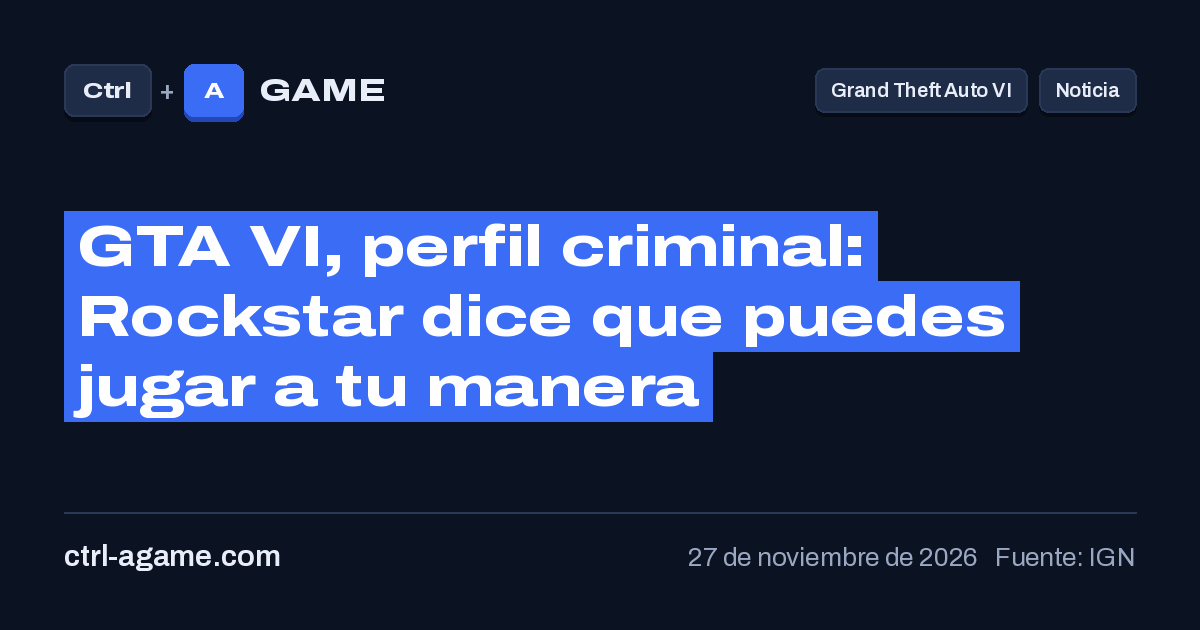 Ctrl + A GAME
Grand Theft Auto VI Noticia
GTA VI, perfil criminal:
Rockstar dice que puedes
jugar a tu manera
ctrl-agame.com
27 de noviembre de 2026 Fuente: IGN